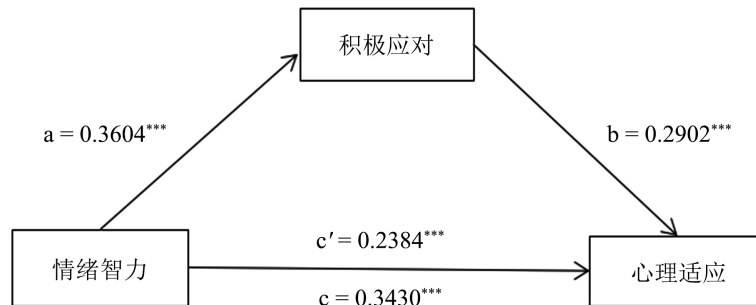 积极应对
a = 0.3604***
b = 0.2902***
c′ = 0.2384***
情绪智力
心理适应
c = 0.3430***